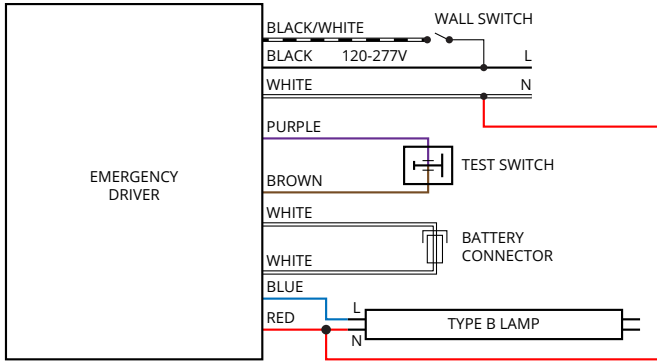 WALL SWITCH
BLACK/WHITE
BLACK 120-277V L
WHITE N
PURPLE
TEST SWITCH
EMERGENCY
DRIVER
BROWN
WHITE
BATTERY
CONNECTOR
WHITE
BLUE
L
RED
TYPE B LAMP
N